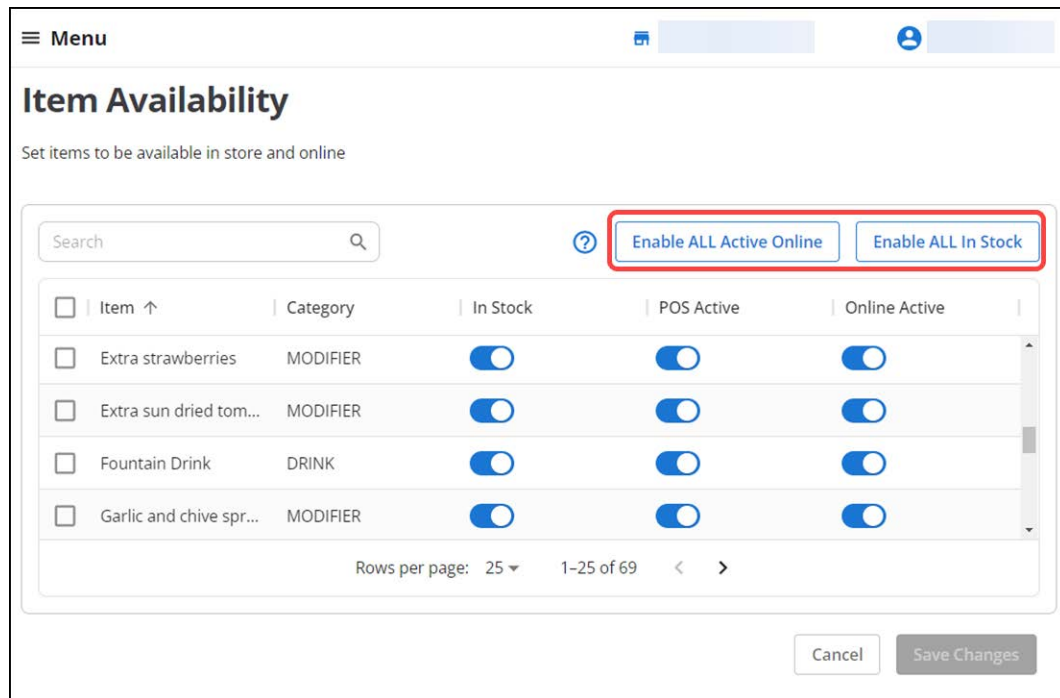 Menu
Item Availability
Set items to be available in store and online
Search
Enable ALL Active Online
Enable ALL In Stock
Item Category In Stock POS Active Online Active
Extra strawberries MODIFIER
Extra sun dried tom... MODIFIER
Fountain Drink DRINK
Garlic and chive spr... MODIFIER
Rows per page: 25 1–25 of 69
Cancel Save Changes